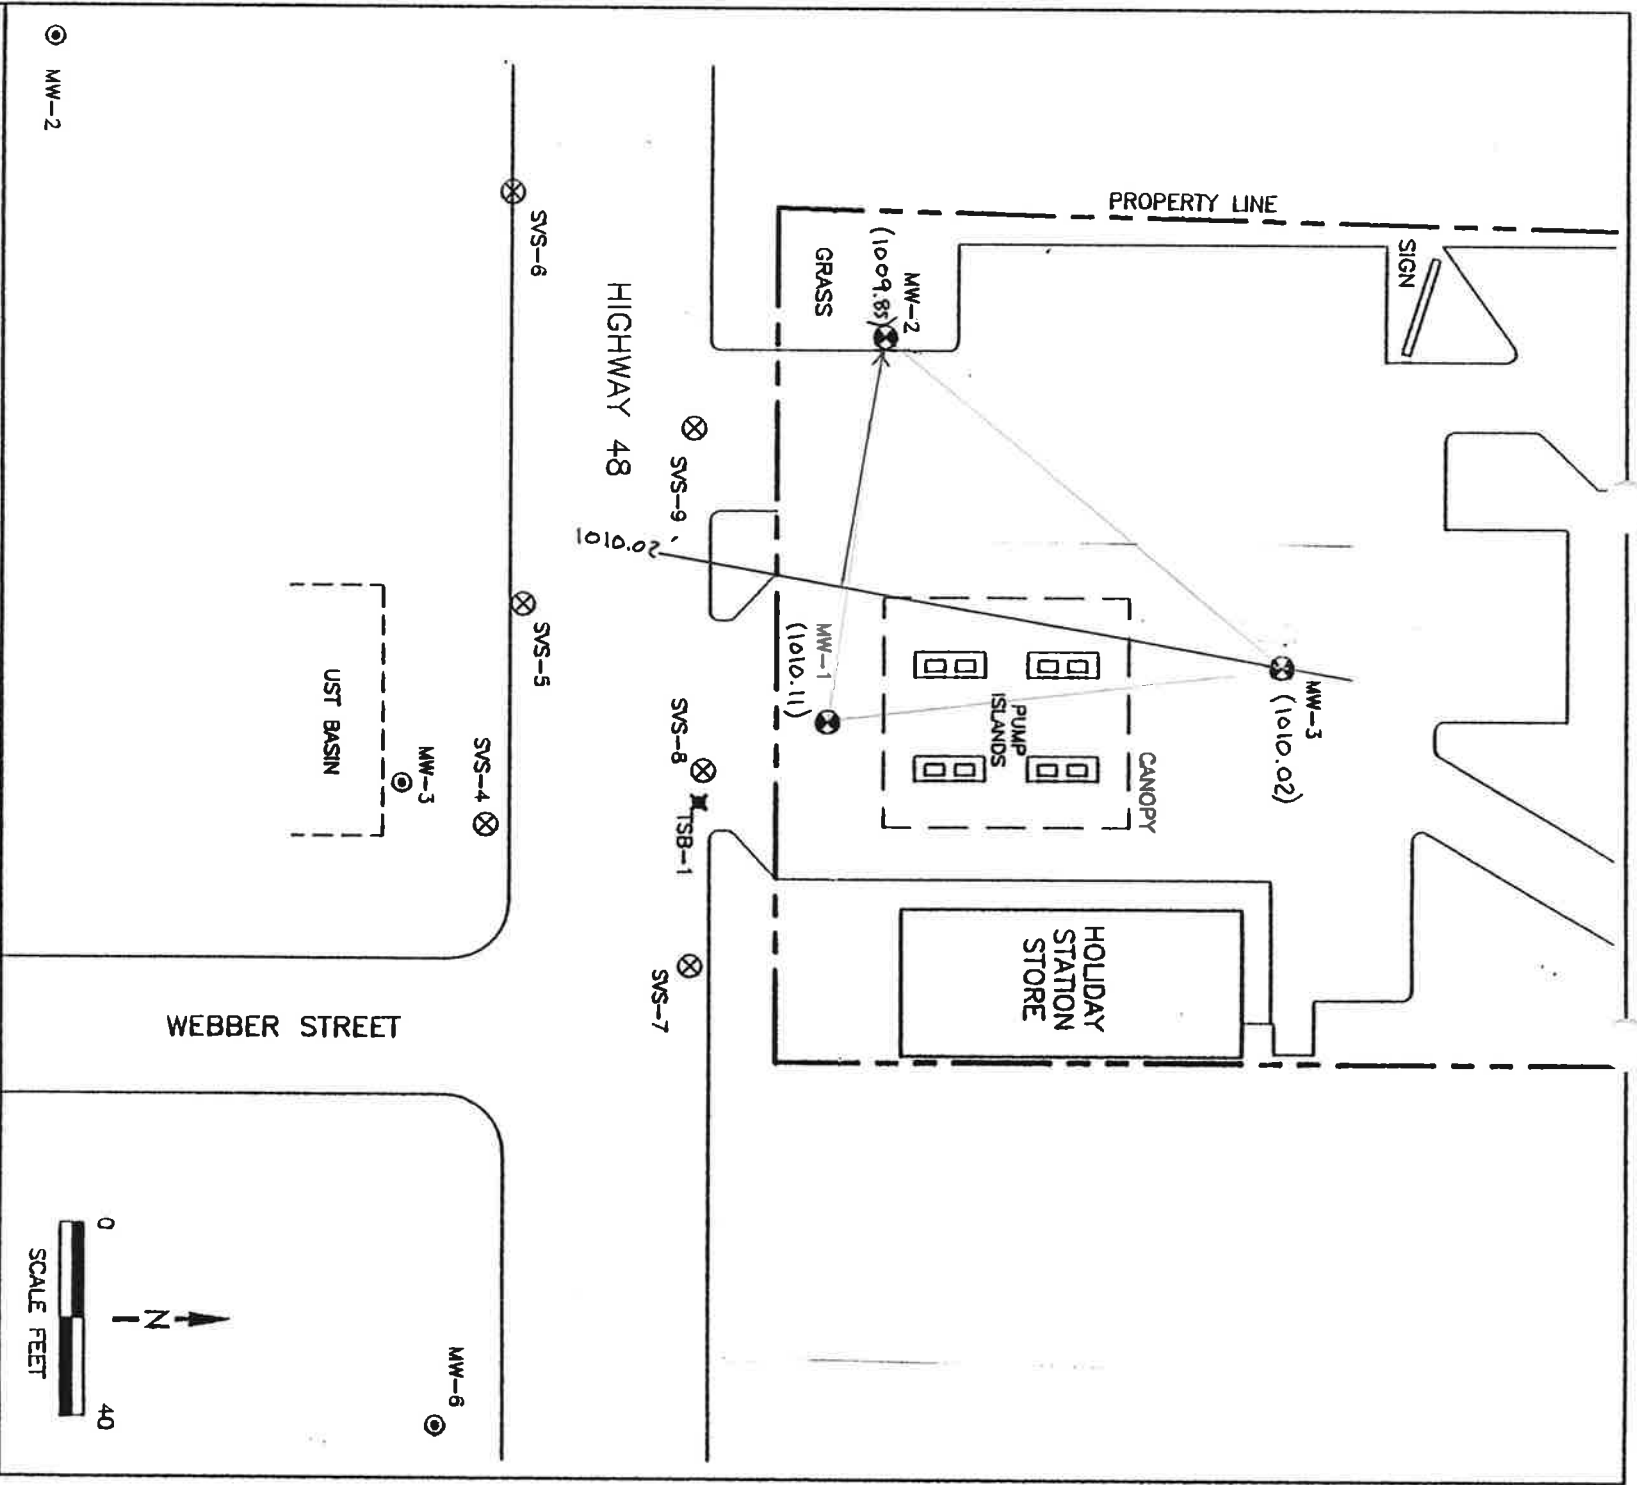 PROPERTY LINE
SIGN
MW-2
(1009.85)
GRASS
MW-3
(1010.02)
CANOPY
PUMP
ISLANDS
MW-1
(1010.11)
HOLIDAY
STATION
STORE
HIGHWAY 48
SVS-9
1010.02
SVS-8
TSB-1
SVS-7
SVS-6
SVS-5
SVS-4
MW-3
UST BASIN
WEBBER STREET
MW-2
MW-6
N
0
40
SCALE FEET